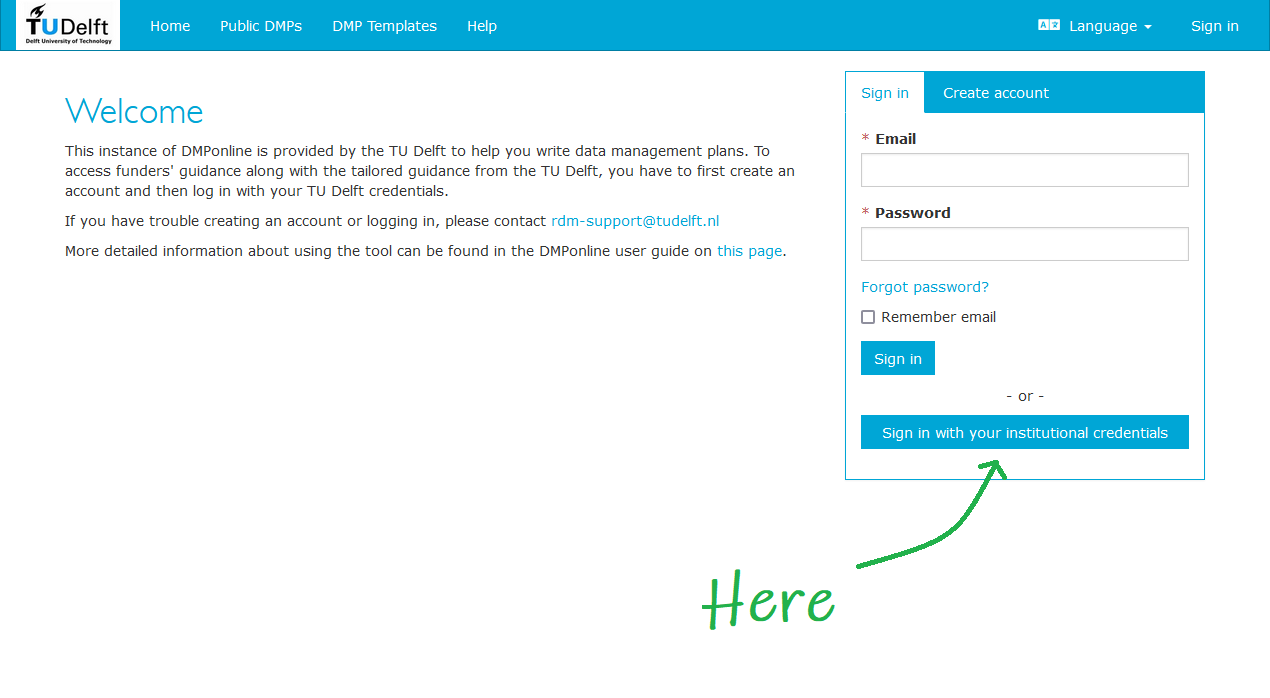 TUDelft
Delft University of Technology
Home
Public DMPs
DMP Templates
Help
Language
Sign in
Welcome
This instance of DMPonline is provided by the TU Delft to help you write data management plans. To
access funders' guidance along with the tailored guidance from the TU Delft, you have to first create an
account and then log in with your TU Delft credentials.
If you have trouble creating an account or logging in, please contact rdm-support@tudelft.nl
More detailed information about using the tool can be found in the DMPonline user guide on this page.
Sign in
Create account
* Email
* Password
Forgot password?
Remember email
Sign in
- or -
Sign in with your institutional credentials
Here